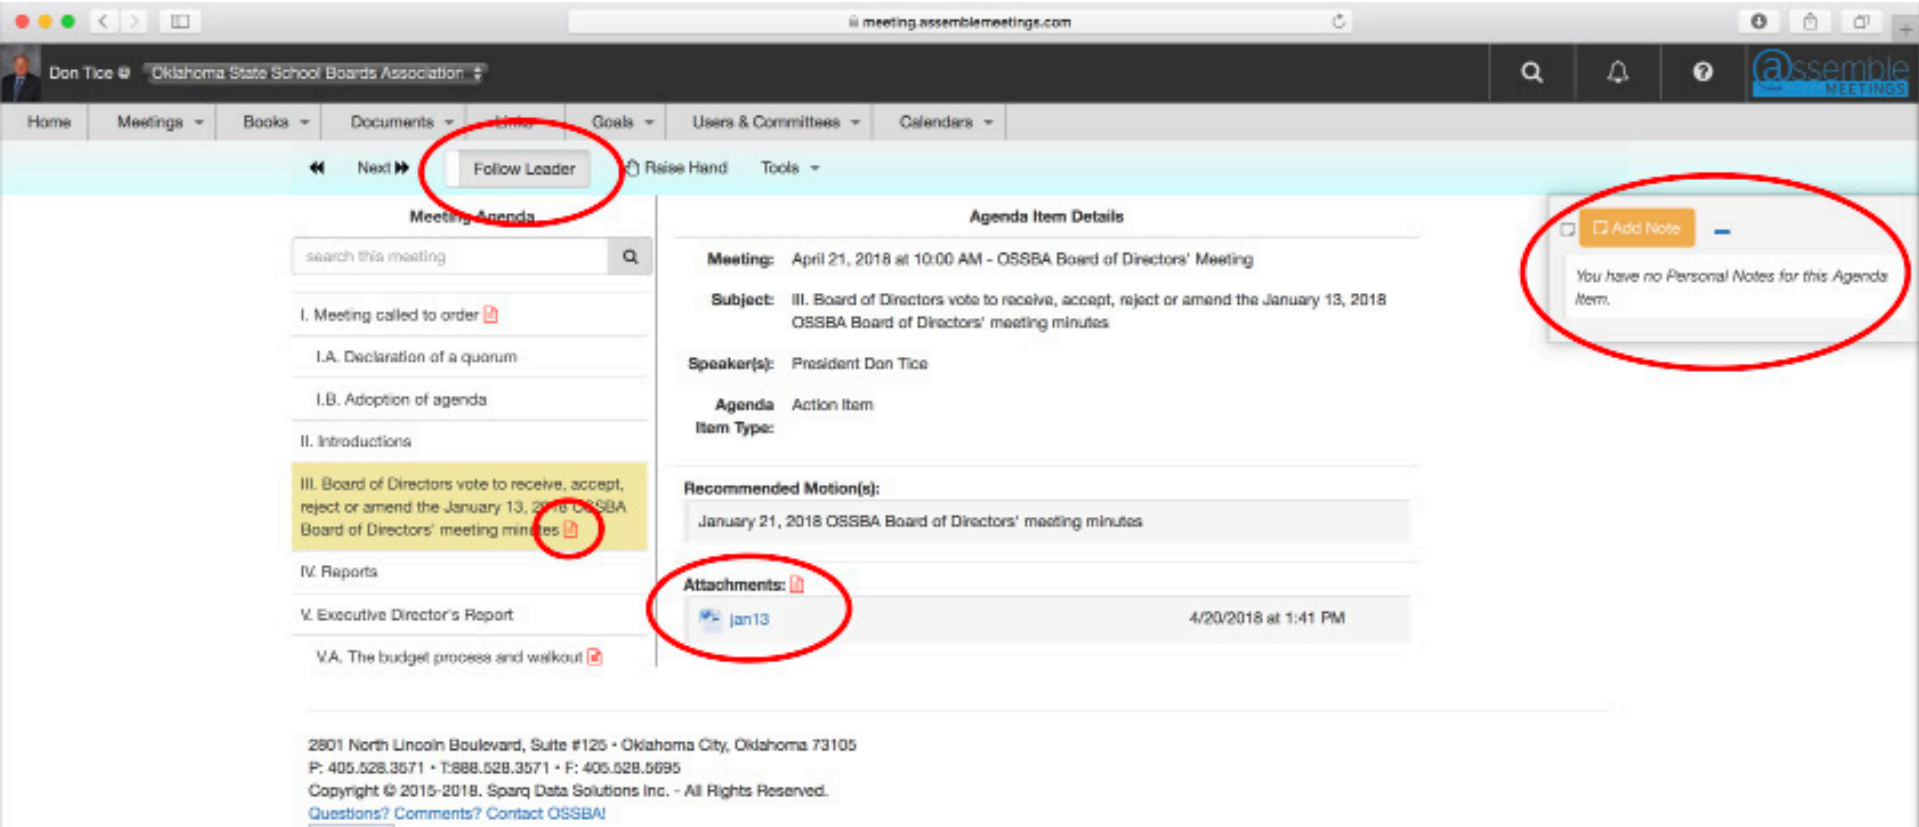 meeting.assemblemeetings.com
Don Tice Oklahoma State School Boards Association
@ssemble
MEETINGS
Home Meetings Books Documents Links Goals Users & Committees Calendars
Next Follow Leader Raise Hand Tools
Meeting Agenda
search this meeting
I. Meeting called to order
I.A. Declaration of a quorum
I.B. Adoption of agenda
II. Introductions
III. Board of Directors vote to receive, accept,
reject or amend the January 13, 2018 OSSBA
Board of Directors' meeting minutes
IV. Reports
V. Executive Director's Report
V.A. The budget process and walkout
Agenda Item Details
Meeting: April 21, 2018 at 10:00 AM - OSSBA Board of Directors' Meeting
Subject: III. Board of Directors vote to receive, accept, reject or amend the January 13, 2018
OSSBA Board of Directors' meeting minutes
Speaker(s): President Don Tice
Agenda Action Item
Item Type:
Recommended Motion(s):
January 21, 2018 OSSBA Board of Directors' meeting minutes
Attachments:
jan13 4/20/2018 at 1:41 PM
Add Note
You have no Personal Notes for this Agenda
Item.
2801 North Lincoln Boulevard, Suite #125 • Oklahoma City, Oklahoma 73105
P: 405.528.3571 • T:888.528.3571 • F: 405.528.5695
Copyright © 2015-2018. Sparq Data Solutions Inc. - All Rights Reserved.
Questions? Comments? Contact OSSBA!